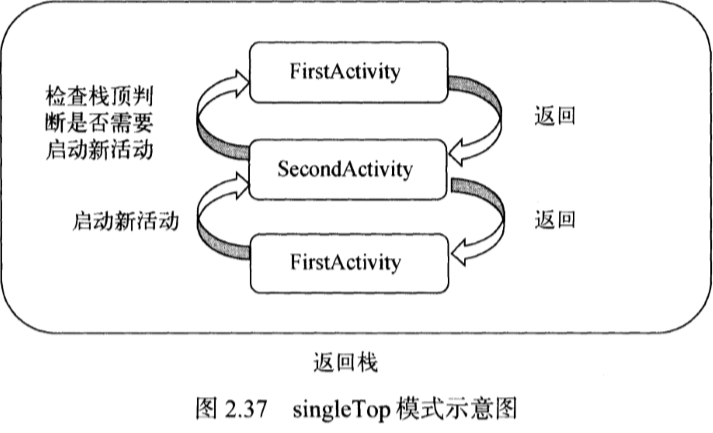 FirstActivity
检查栈顶判
断是否需要
启动新活动
返回
SecondActivity
启动新活动
返回
FirstActivity
返回栈
图 2.37 singleTop 模式示意图